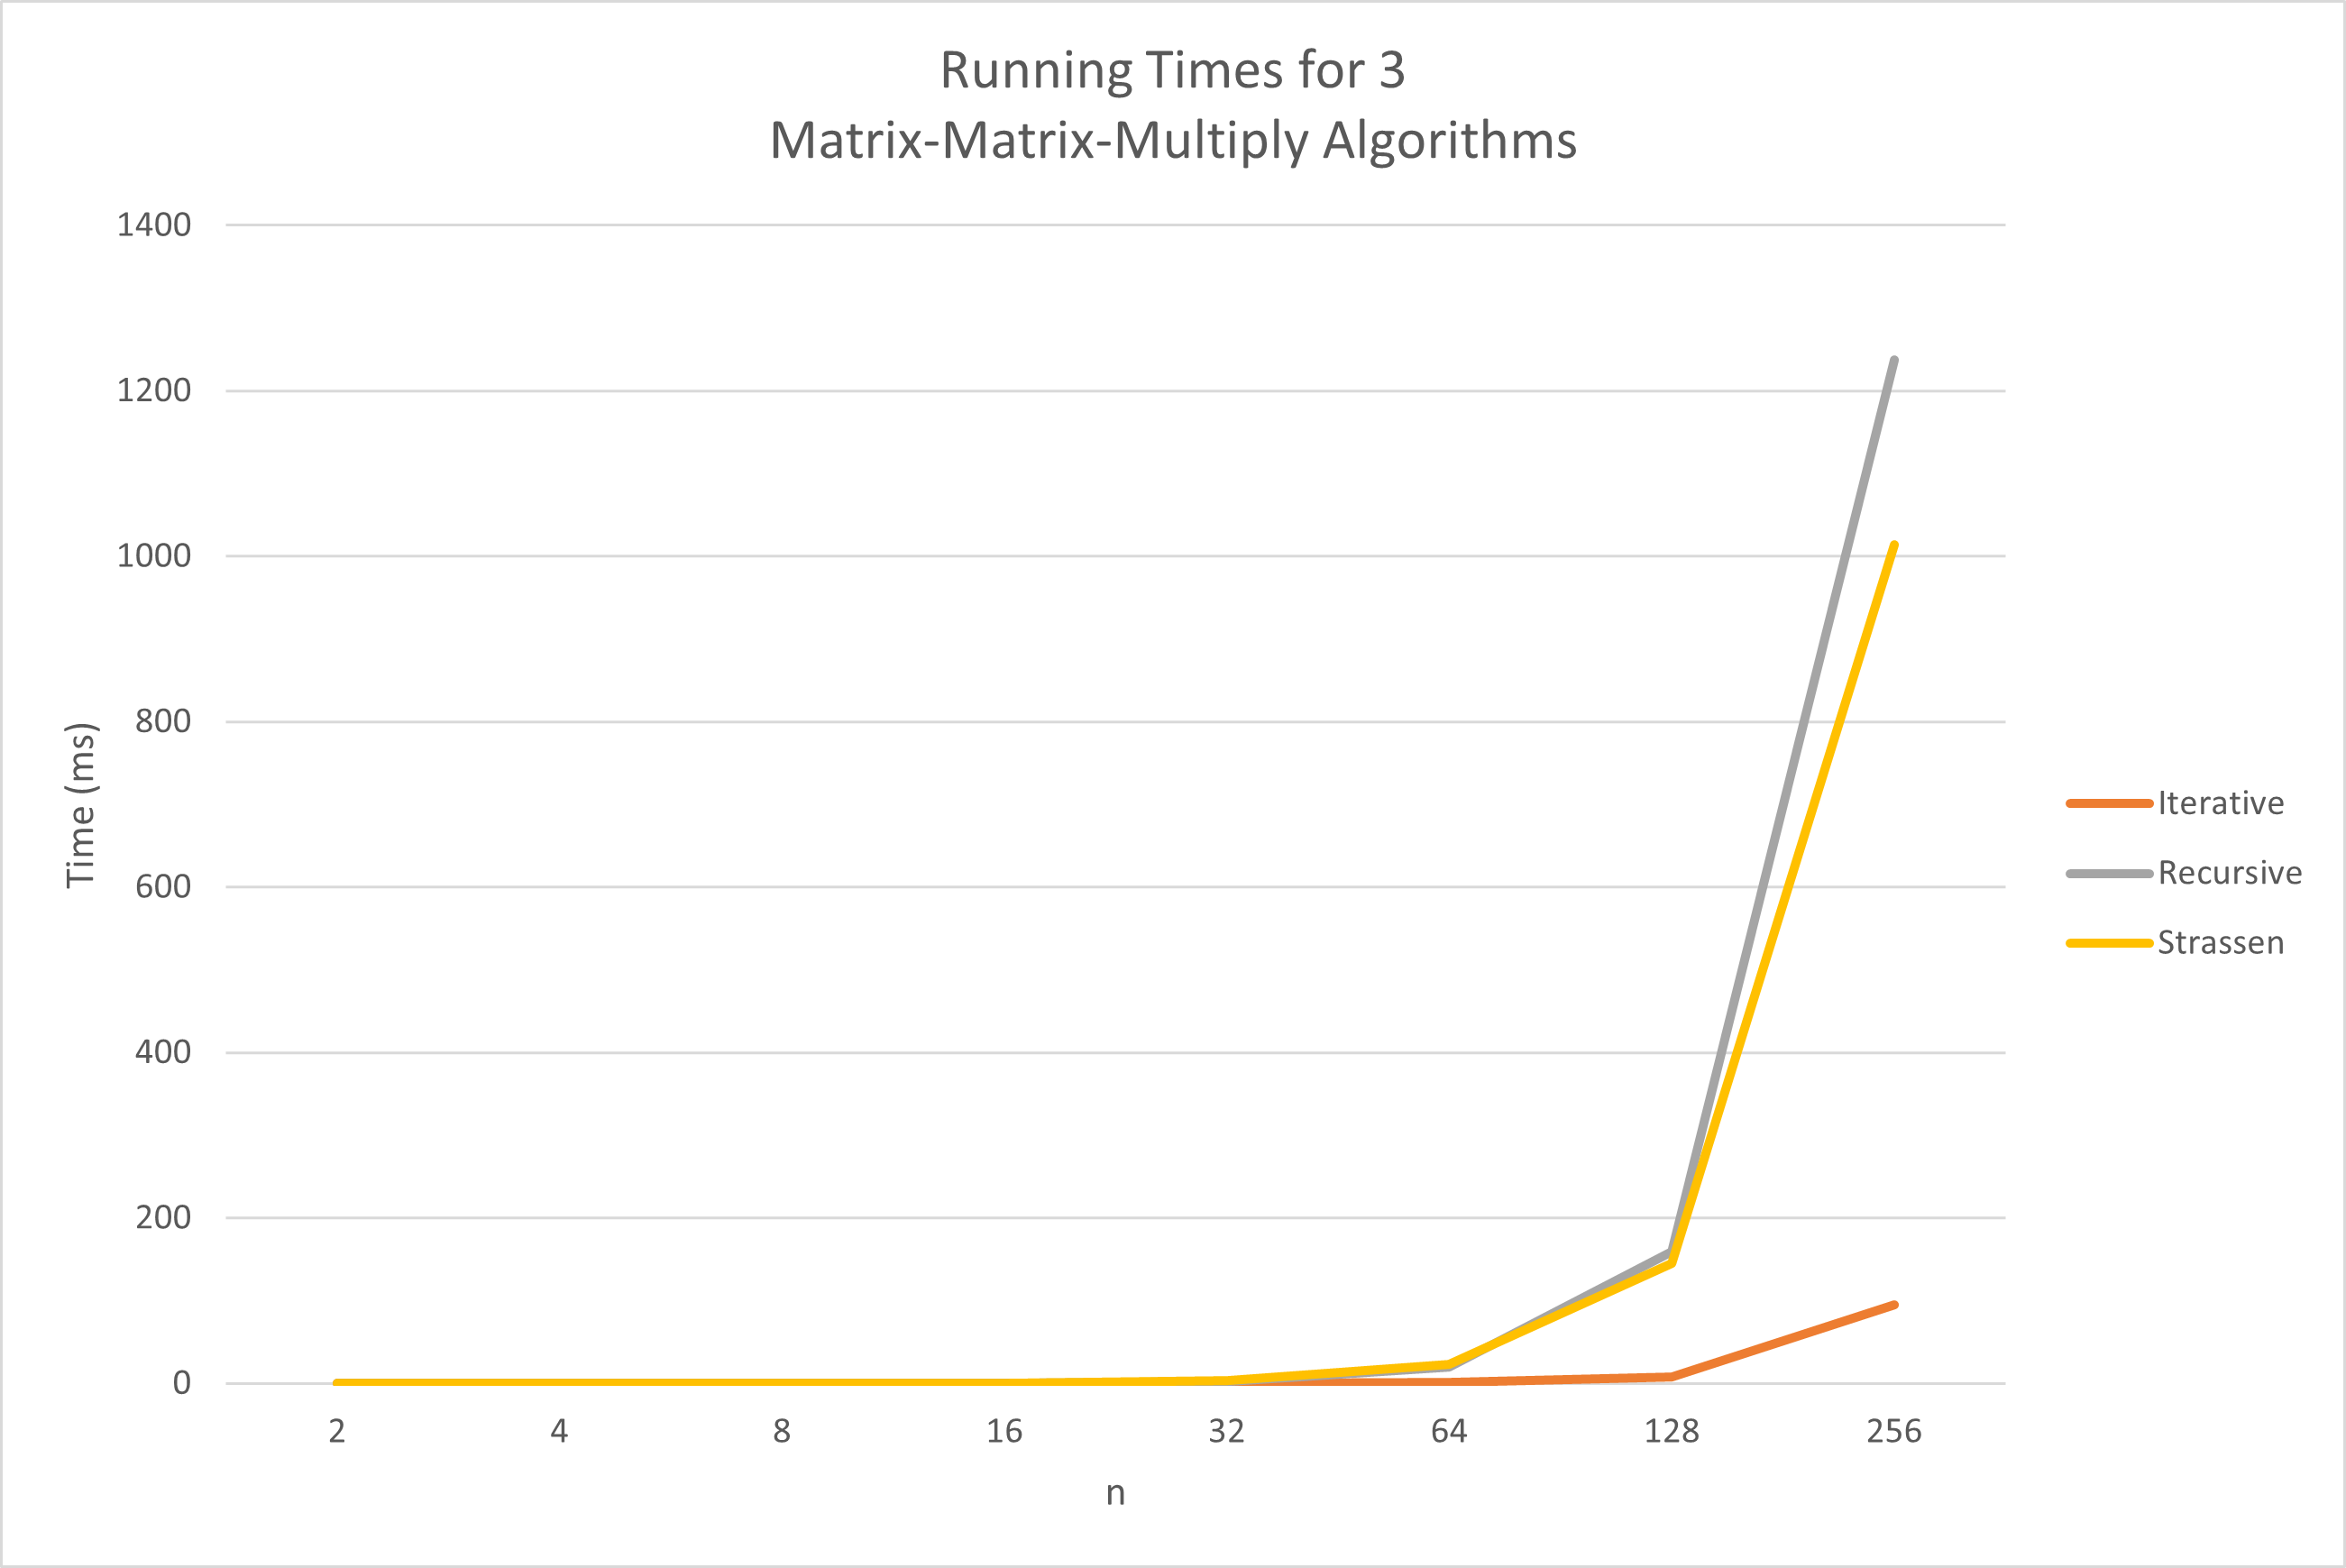 Running Times for 3
Matrix-Matrix-Multiply Algorithms
1400
1200
1000
800
600
400
200
0
Time (ms)
2 4 8 16 32 64 128 256
n
Iterative
Recursive
Strassen